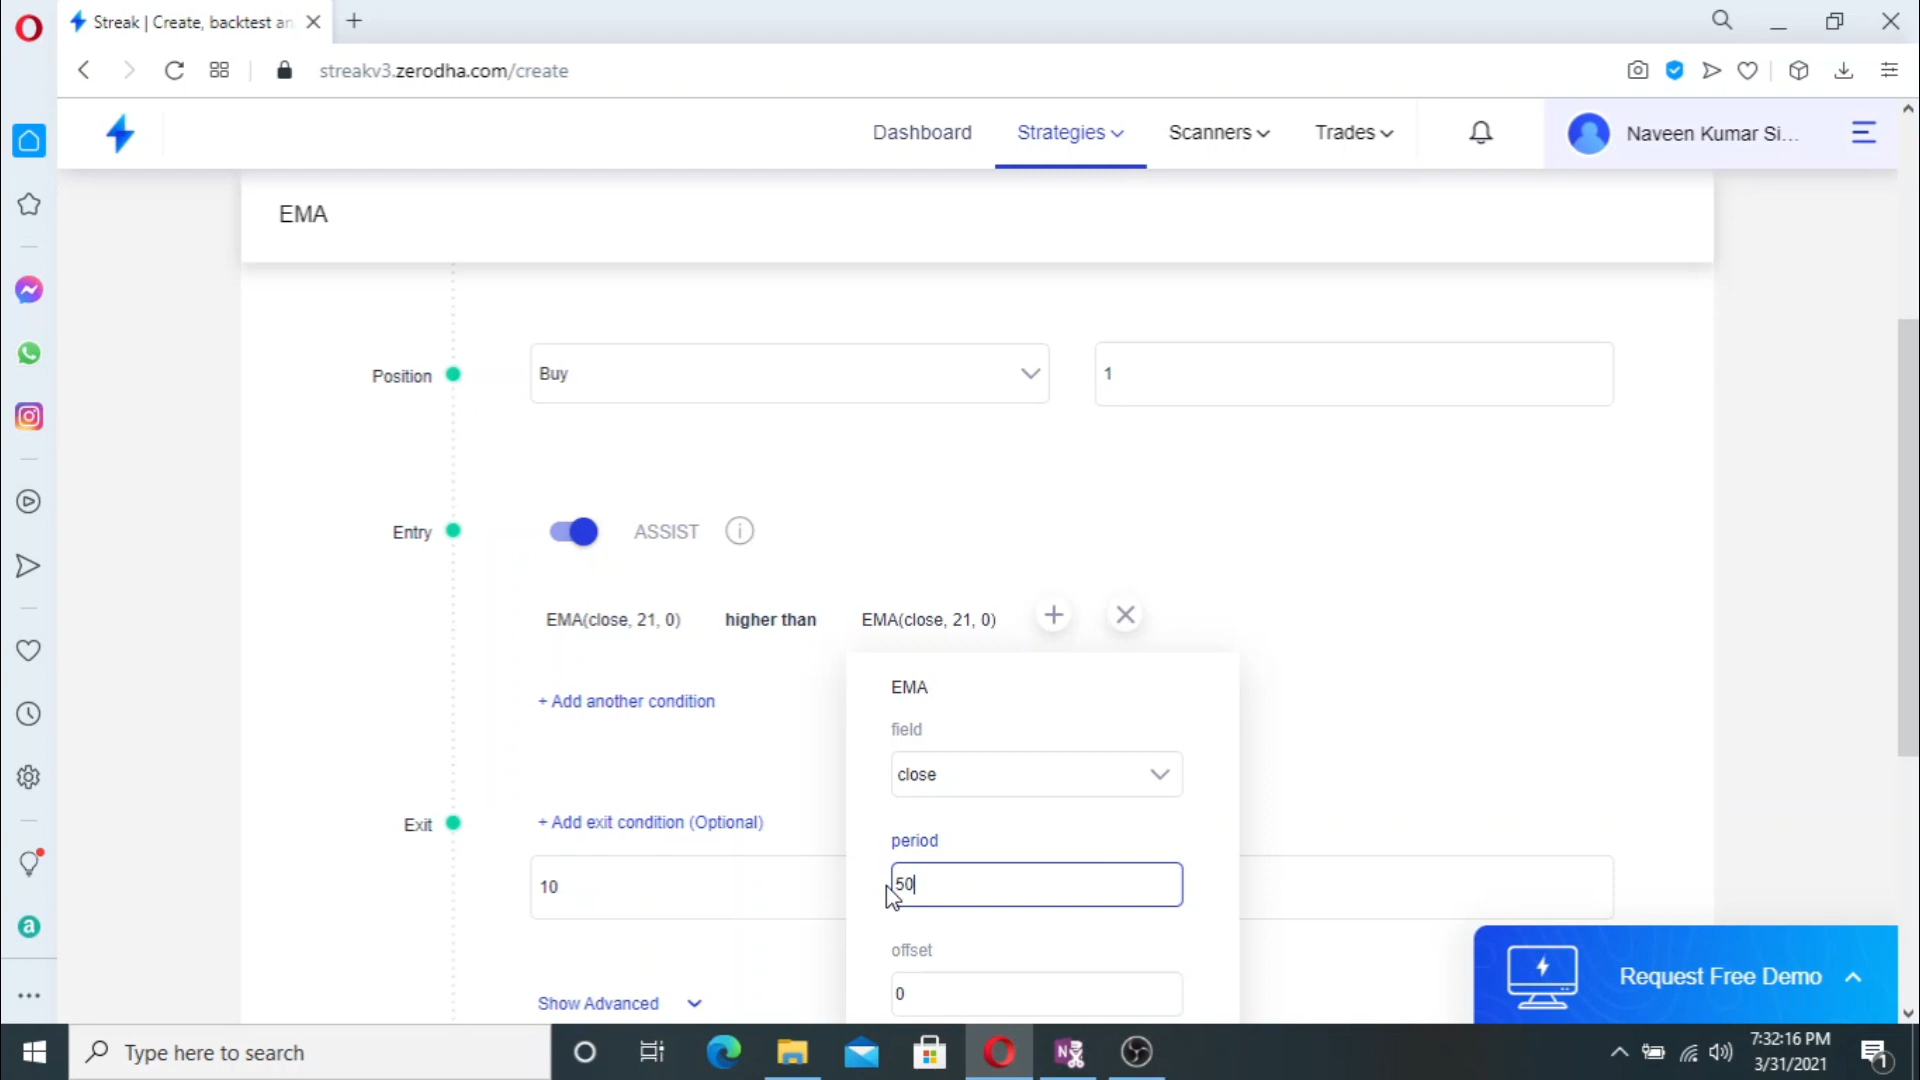 Streak | Create, backtest an
streakv3.zerodha.com/create
Dashboard
Strategies
Scanners
Trades
Naveen Kumar Si...
EMA
Position
Buy
1
Entry
ASSIST
EMA(close, 21, 0) higher than EMA(close, 21, 0)
+ Add another condition
EMA
field
close
period
50
offset
0
Exit
+ Add exit condition (Optional)
10
Show Advanced
Request Free Demo
Type here to search
7:32:16 PM
3/31/2021
1